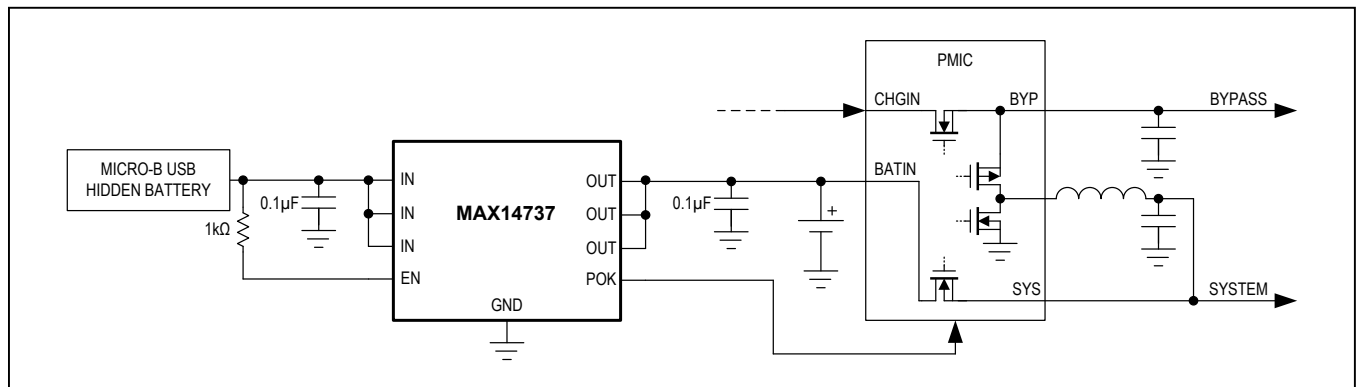 PMIC
CHGIN
BYP
BYPASS
MICRO-B USB
HIDDEN BATTERY
0.1µF
1kΩ
IN
IN
IN
EN
MAX14737
GND
OUT
OUT
OUT
POK
0.1µF
+
BATIN
SYS
SYSTEM